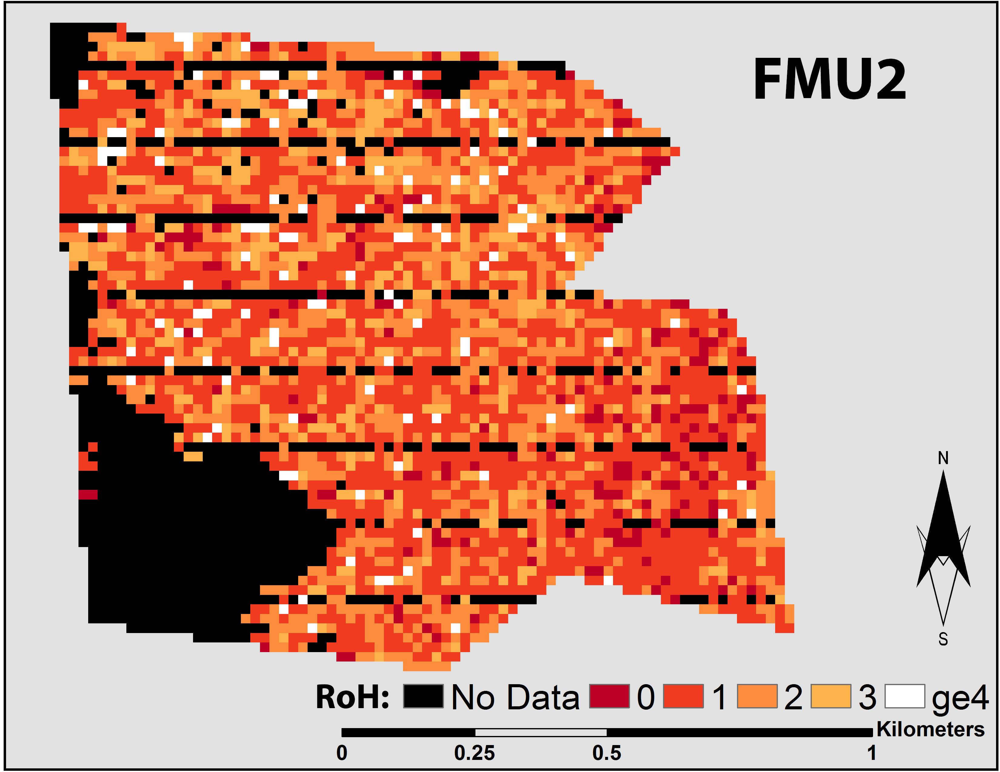 FMU2
N
S
RoH: No Data 0 1 2 3 ge4
Kilometers
0 0.25 0.5 1